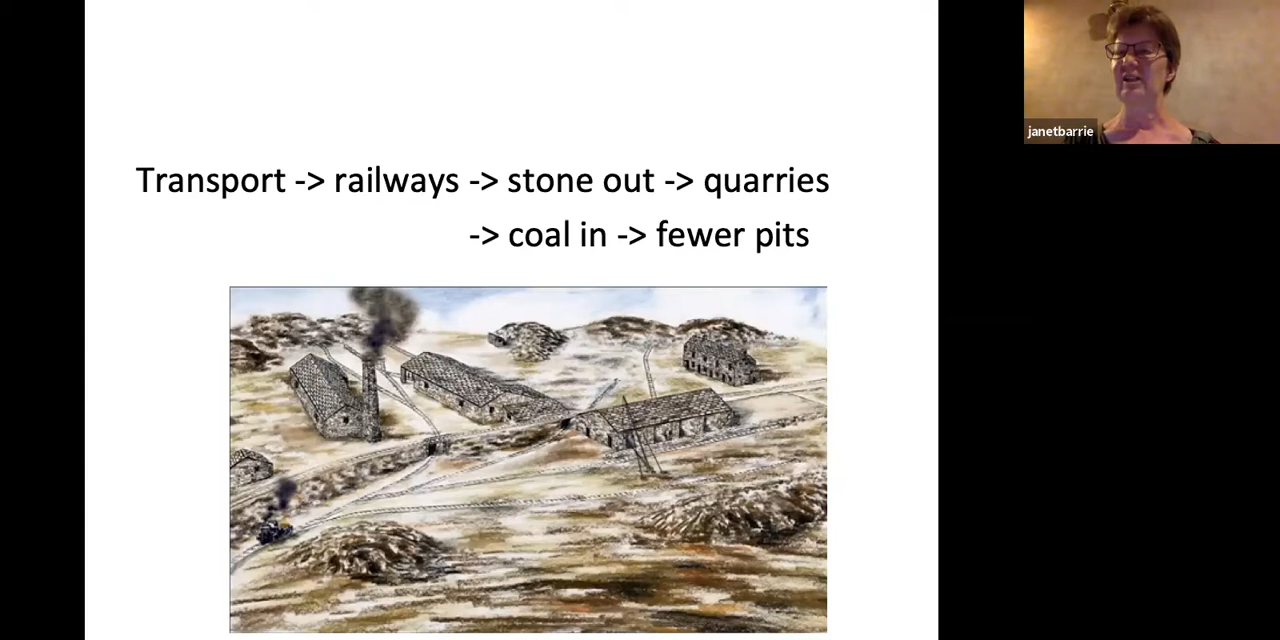 Transport -> railways -> stone out -> quarries
-> coal in -> fewer pits
janetbarrie